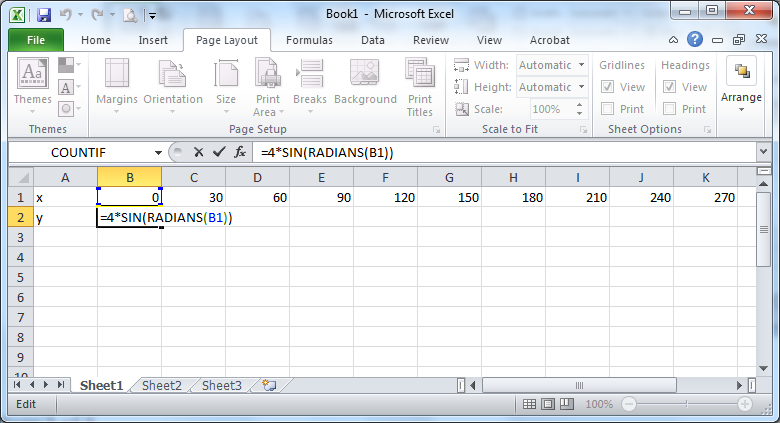 Book1 - Microsoft Excel
File Home Insert Page Layout Formulas Data Review View Acrobat
Themes Margins Orientation Size Print Area Breaks Background Print Titles Width: Automatic Gridlines Headings Arrange
Aa A Height: Automatic View View
Scale: 100% Print Print
Themes Page Setup Scale to Fit Sheet Options
COUNTIF fx =4*SIN(RADIANS(B1))
A B C D E F G H I J K
1 x 0 30 60 90 120 150 180 210 240 270
2 y =4*SIN(RADIANS(B1))
3
4
5
6
7
8
9
10
Sheet1 Sheet2 Sheet3
Edit 100%